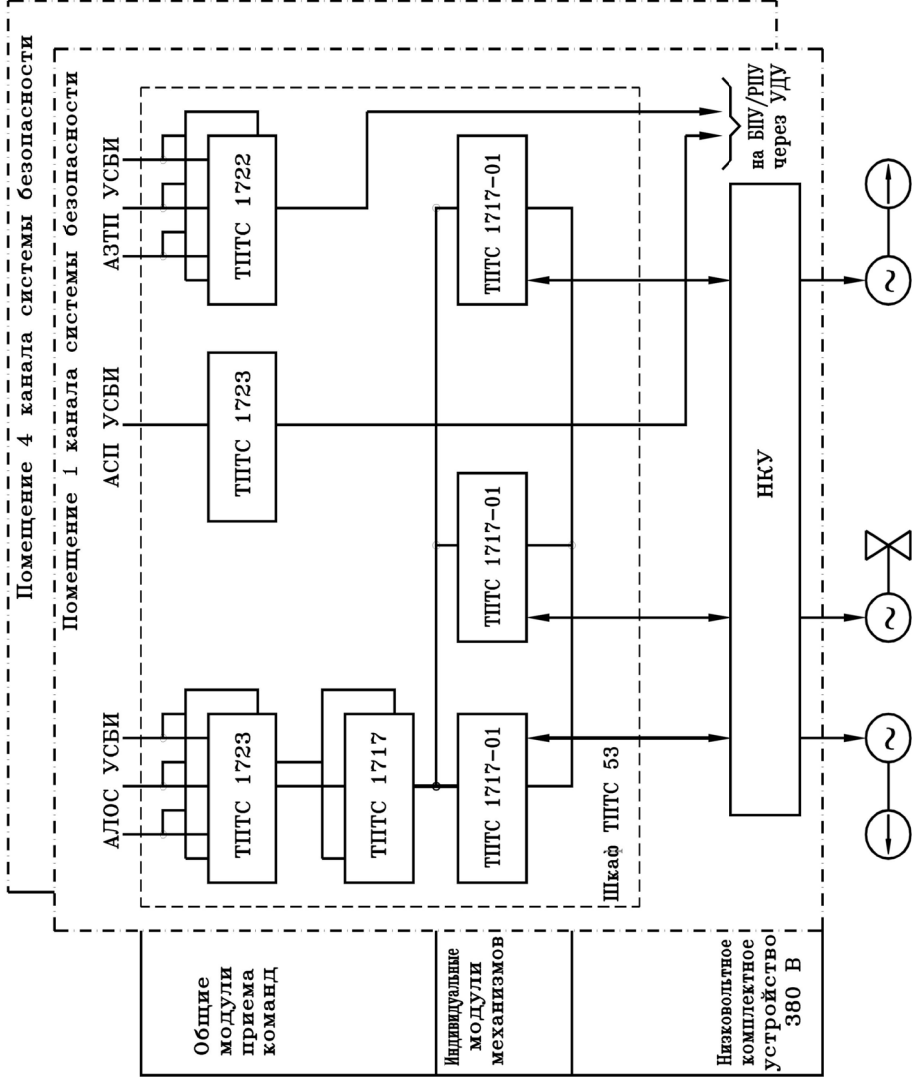 Помещение 4 канала системы безопасности
Помещение 1 канала системы безопасности
АЛОС УСБИ
АСП УСБИ
АЗТП УСБИ
Общие
модули
приема
команд
ТПТС 1723
ТПТС 1723
ТПТС 1722
ТПТС 1717
Индивидуальные
модули
механизмов
ТПТС 1717-01
ТПТС 1717-01
ТПТС 1717-01
Шкаф ТПТС 53
на БПУ/РПУ
через УДУ
Низковольтное
комплектное
устройство
380 В
НКУ
~
~
~